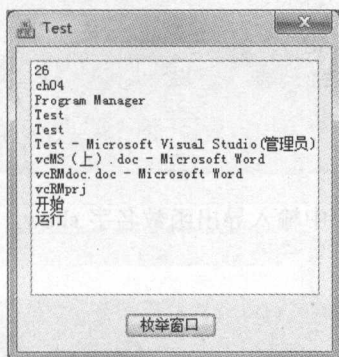 Test
26
ch04
Program Manager
Test
Test
Test - Microsoft Visual Studio(管理员)
vcMS（上）.doc - Microsoft Word
vcRMdoc.doc - Microsoft Word
vcRMprj
开始
运行
枚举窗口